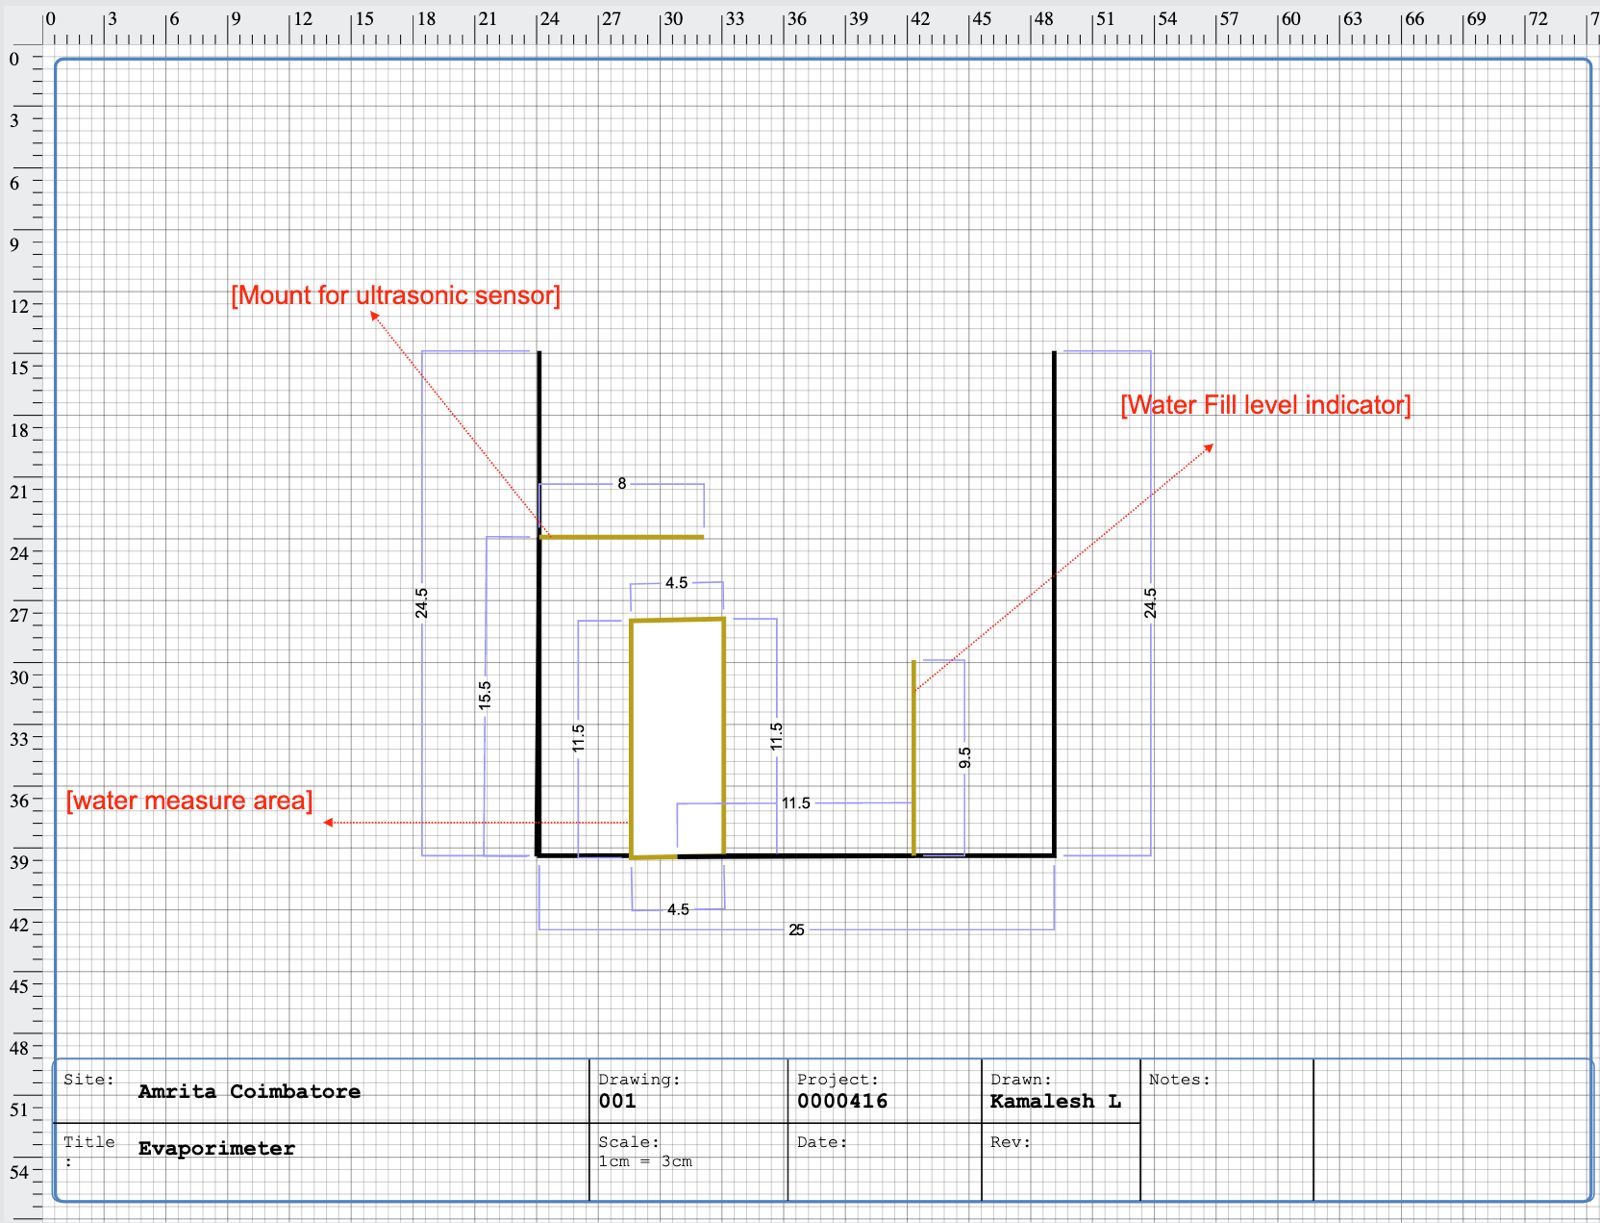 0 3 6 9 12 15 18 21 24 27 30 33 36 39 42 45 48 51 54 57 60 63 66 69 72 7
0
3
6
9
[Mount for ultrasonic sensor]
12
15
[Water Fill level indicator]
18
8
21
24
4.5
24.5
24.5
27
30
15.5
11.5
11.5
9.5
33
[water measure area]
11.5
36
39
4.5
42
25
45
48
Site: Amrita Coimbatore
Drawing:
001
Project:
0000416
Drawn:
Kamalesh L
Notes:
51
Title
: Evaporimeter
Scale:
1cm = 3cm
Date:
Rev:
54